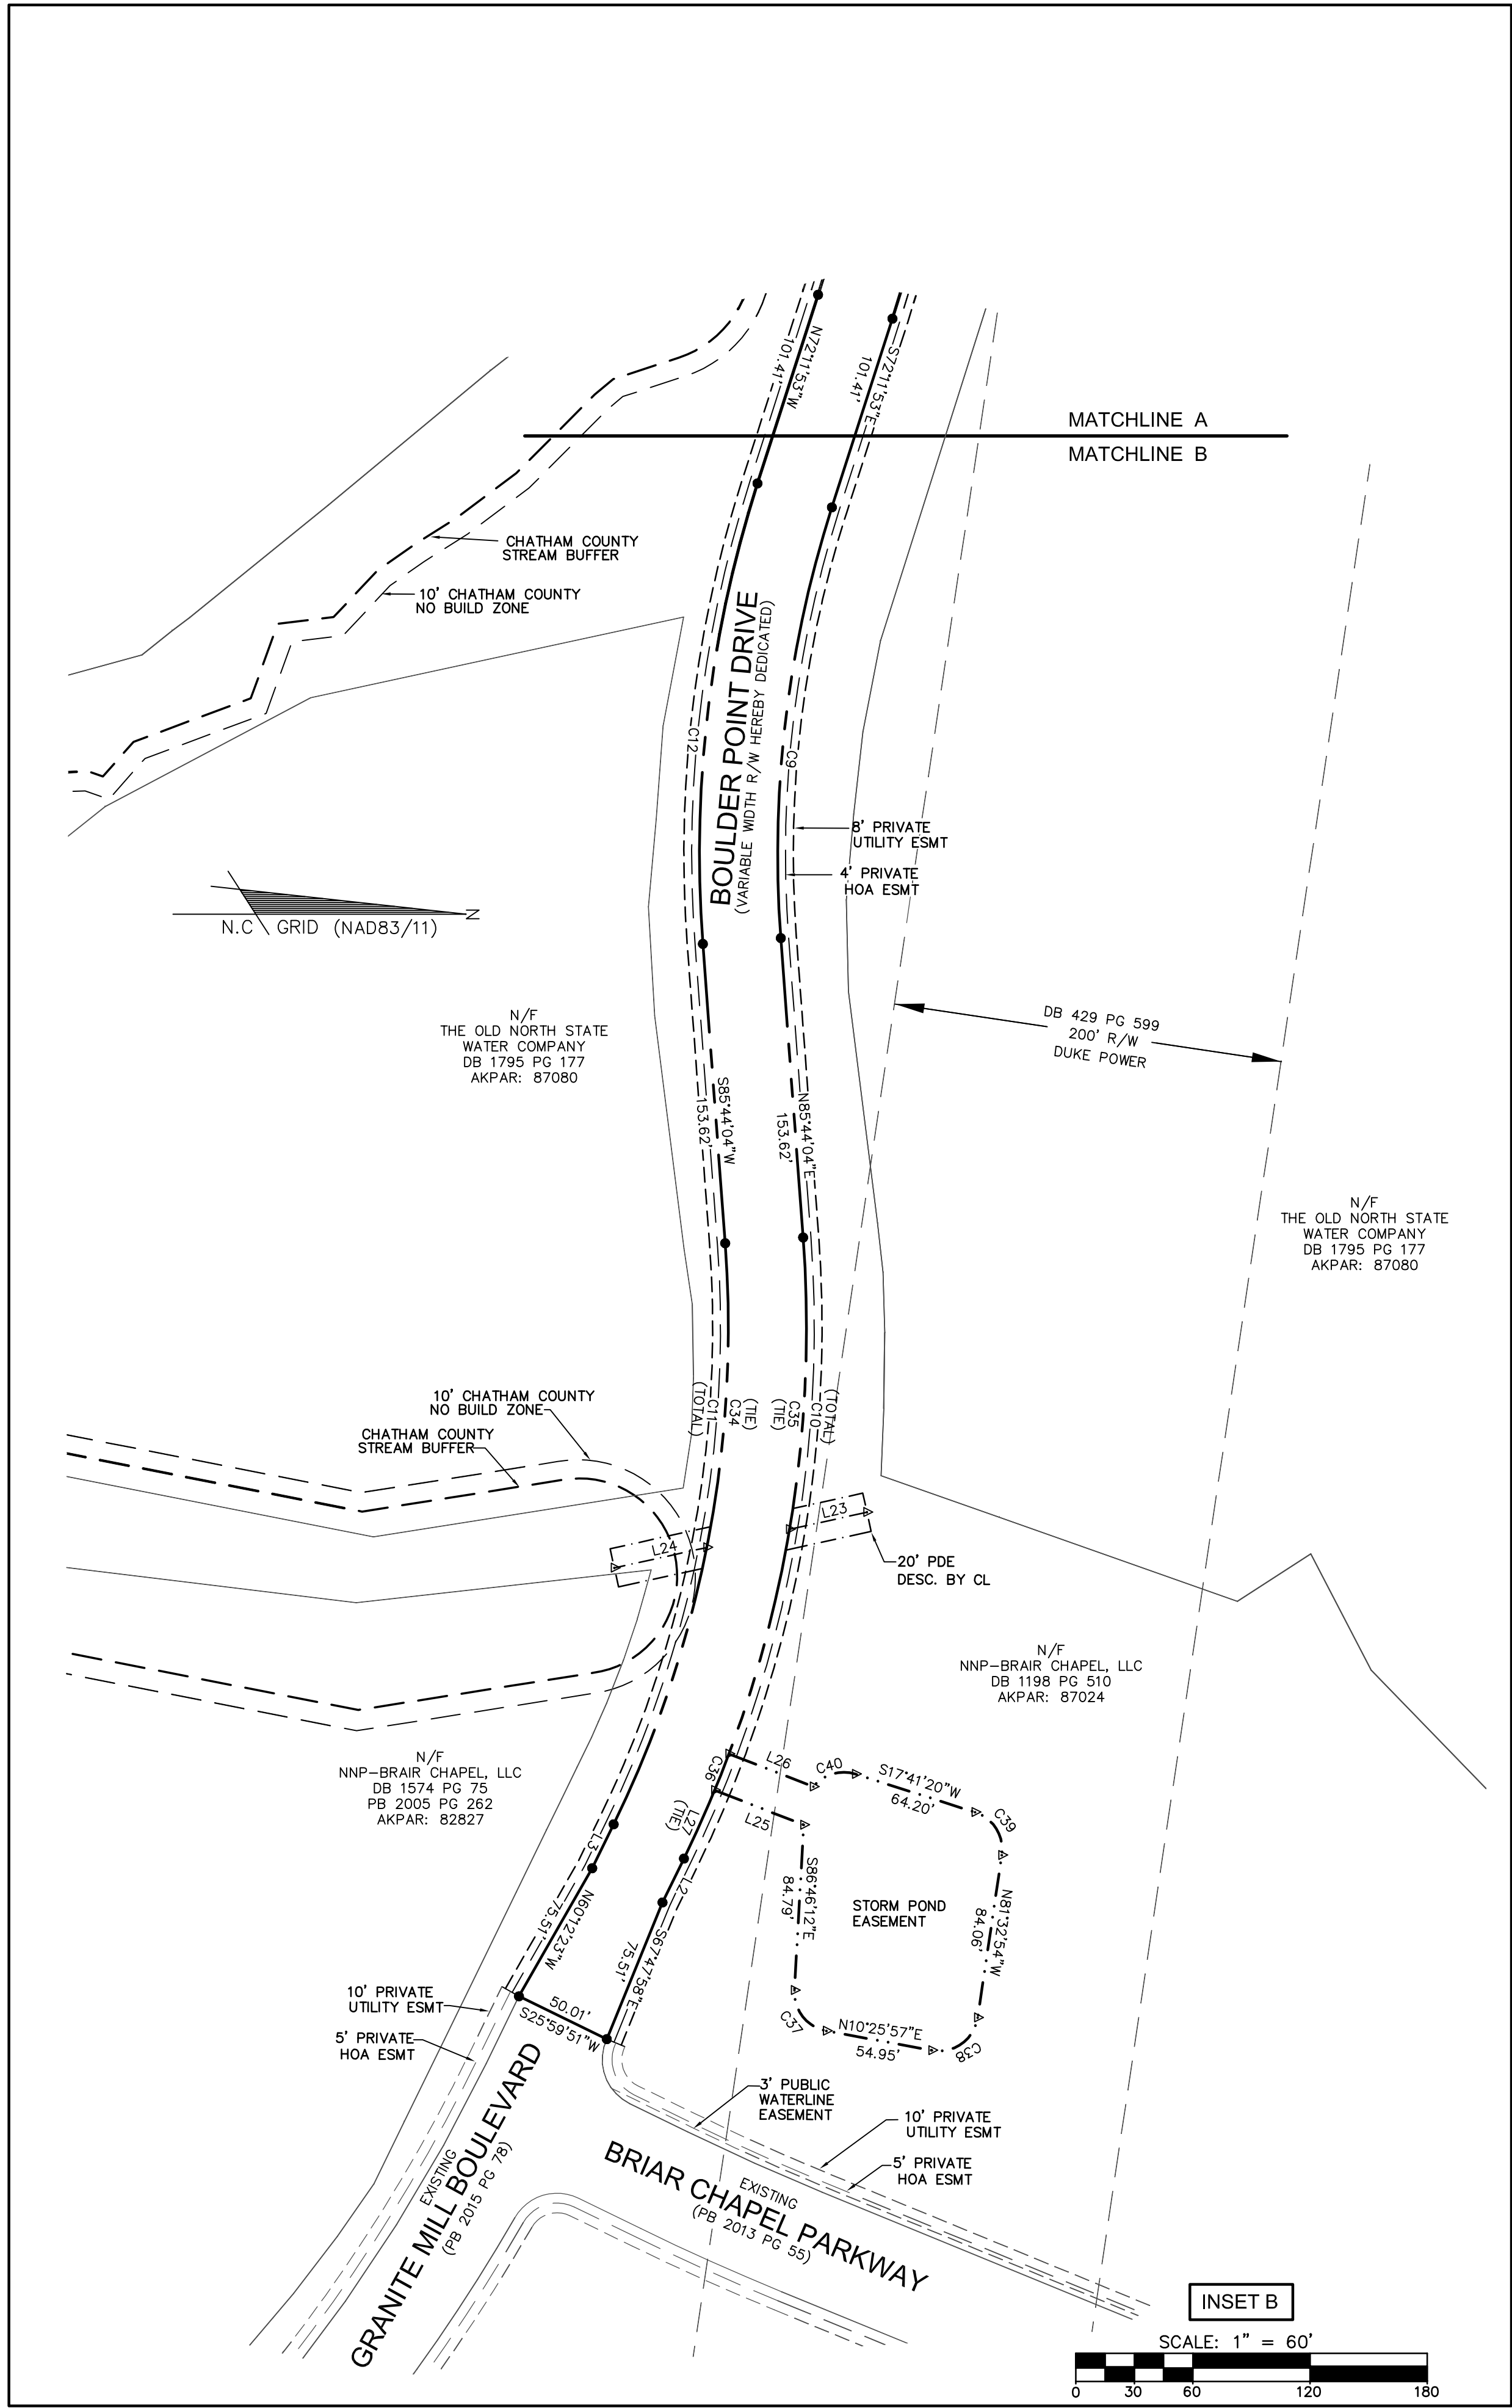 N72°11'53"W
101.41'
S72°11'53"E
101.41'
MATCHLINE A
MATCHLINE B
CHATHAM COUNTY
STREAM BUFFER
10' CHATHAM COUNTY
NO BUILD ZONE
BOULDER POINT DRIVE
(VARIABLE WIDTH R/W HEREBY DEDICATED)
C12
C9
8' PRIVATE
UTILITY ESMT
4' PRIVATE
HOA ESMT
N
N.C GRID (NAD83/11)
N/F
THE OLD NORTH STATE
WATER COMPANY
DB 1795 PG 177
AKPAR: 87080
DB 429 PG 599
200' R/W
DUKE POWER
S85°44'04"W
153.62'
N85°44'04"E
153.62'
N/F
THE OLD NORTH STATE
WATER COMPANY
DB 1795 PG 177
AKPAR: 87080
10' CHATHAM COUNTY
NO BUILD ZONE
CHATHAM COUNTY
STREAM BUFFER
C11
(TOTAL)
C34
(TIE)
C35
(TIE)
C10
(TOTAL)
L24
L23
20' PDE
DESC. BY CL
N/F
NNP-BRAIR CHAPEL, LLC
DB 1198 PG 510
AKPAR: 87024
N/F
NNP-BRAIR CHAPEL, LLC
DB 1574 PG 75
PB 2005 PG 262
AKPAR: 82827
C36
L26
C40
S17°41'20"W
64.20'
C39
L25
L27
(TIE)
L3
L2
N60°12'23"W
75.51'
S67°47'58"E
75.51'
S86°46'12"E
84.79'
STORM POND
EASEMENT
N81°32'54"W
84.06'
C37
N10°25'57"E
54.95'
C38
10' PRIVATE
UTILITY ESMT
5' PRIVATE
HOA ESMT
50.01'
S25°59'51"W
3' PUBLIC
WATERLINE
EASEMENT
10' PRIVATE
UTILITY ESMT
5' PRIVATE
HOA ESMT
GRANITE MILL BOULEVARD
EXISTING
(PB 2015 PG 78)
BRIAR CHAPEL PARKWAY
EXISTING
(PB 2013 PG 55)
INSET B
SCALE: 1" = 60'
0 30 60 120 180